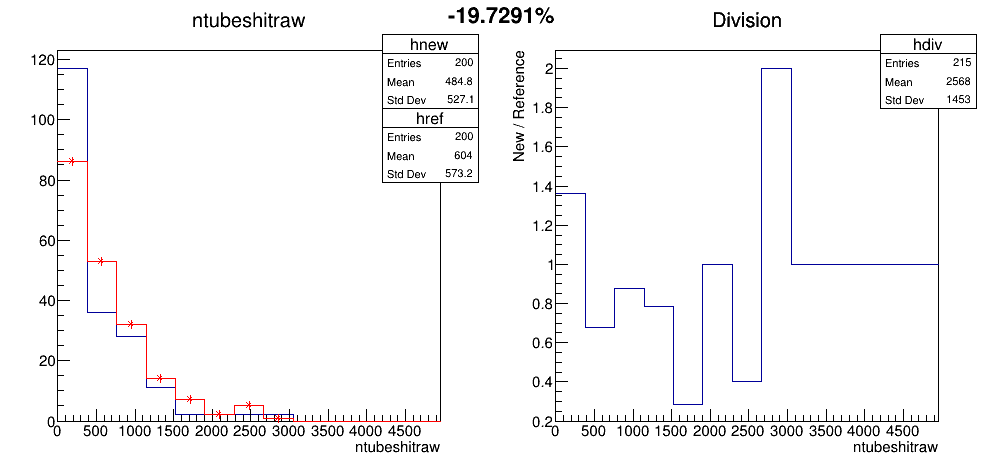 -19.7291%
ntubeshitraw
hnew
Entries 200
Mean 484.8
Std Dev 527.1
href
Entries 200
Mean 604
Std Dev 573.2
120
100
80
60
40
20
0
0 500 1000 1500 2000 2500 3000 3500 4000 4500
ntubeshitraw
Division
hdiv
Entries 215
Mean 2568
Std Dev 1453
New / Reference
2
1.8
1.6
1.4
1.2
1
0.8
0.6
0.4
0.2
0 500 1000 1500 2000 2500 3000 3500 4000 4500
ntubeshitraw